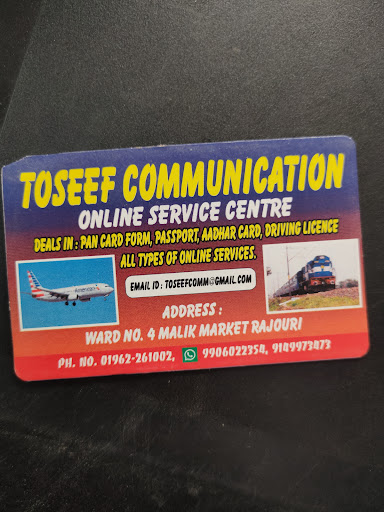 TOSEEF COMMUNICATION
ONLINE SERVICE CENTRE
DEALS IN : PAN CARD FORM, PASSPORT, AADHAR CARD, DRIVING LICENCE
ALL TYPES OF ONLINE SERVICES.
EMAIL ID : TOSEEFCOMM@GMAIL.COM
American
ADDRESS :
WARD NO. 4 MALIK MARKET RAJOURI
PH. NO. 01962-261002, 9906022354, 9149973473